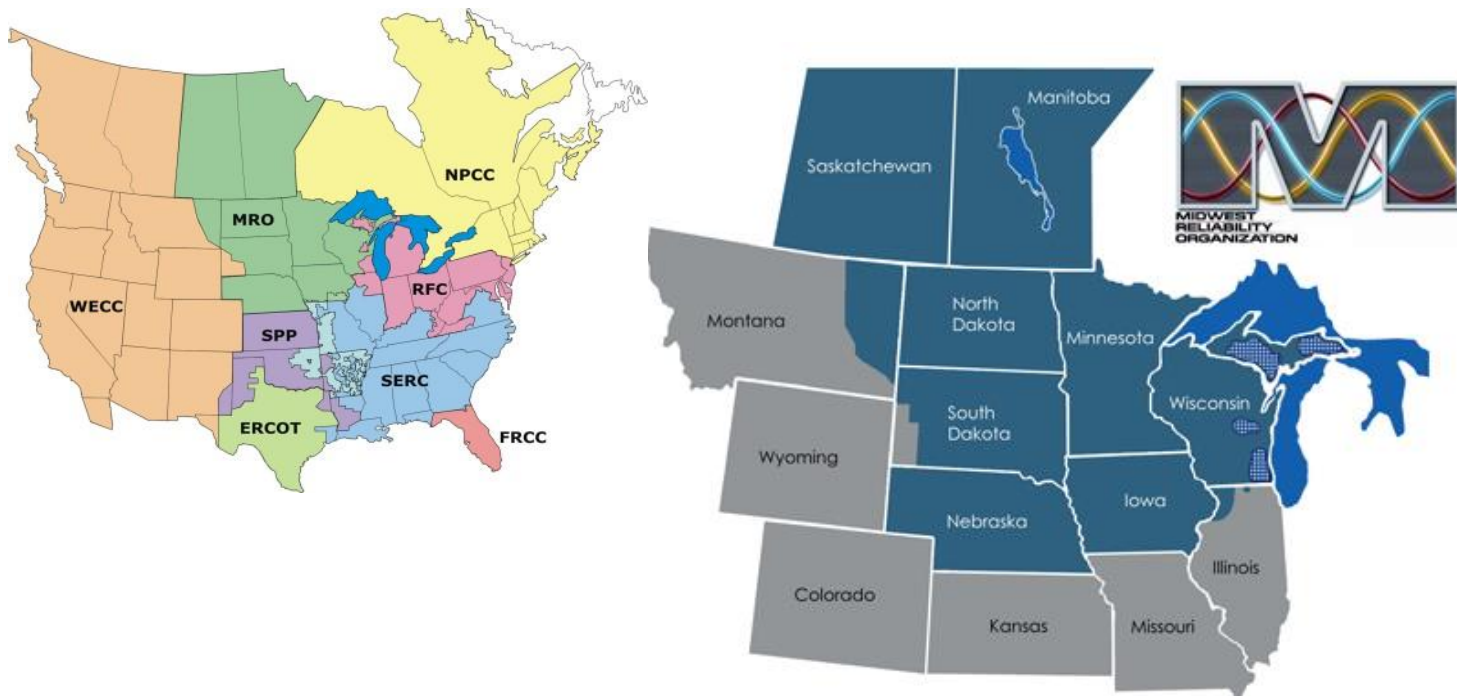 NPCC
MRO
RFC
WECC
SPP
SERC
ERCOT
FRCC
Manitoba
Saskatchewan
MIDWEST
RELIABILITY
ORGANIZATION
North
Dakota
Montana
Minnesota
South
Dakota
Wisconsin
Wyoming
Iowa
Nebraska
Illinois
Colorado
Kansas
Missouri